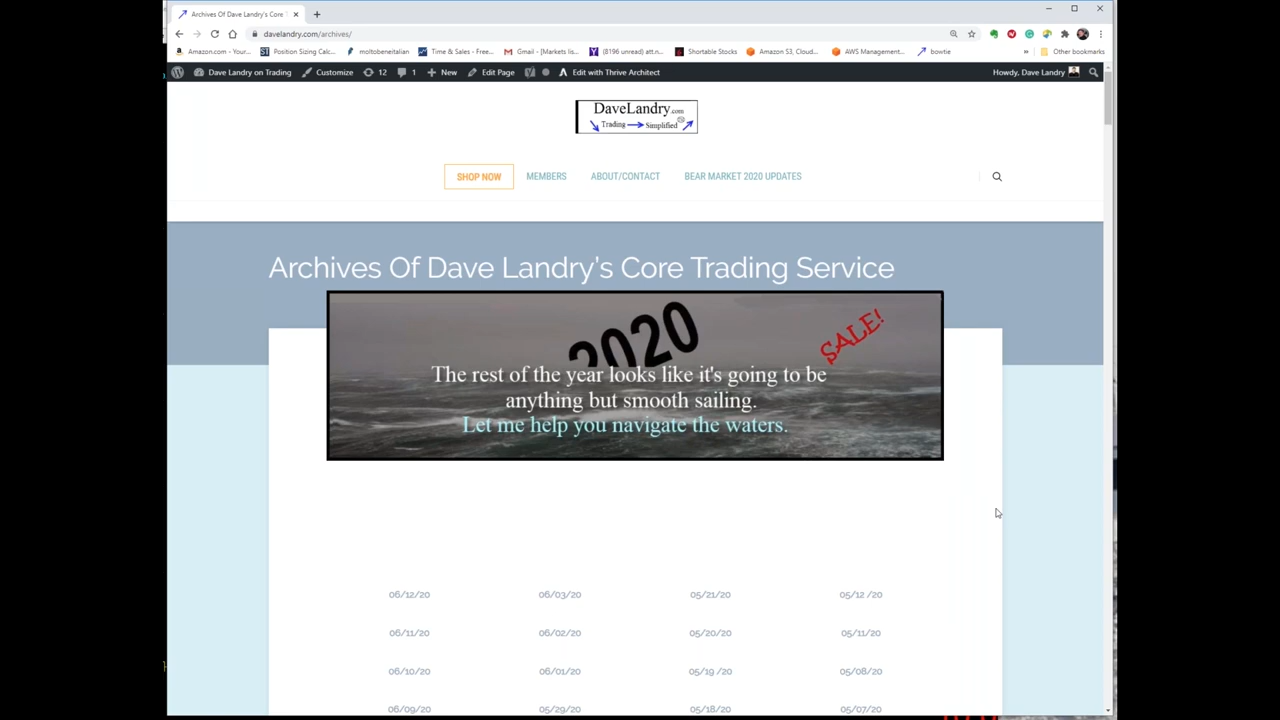 Archives Of Dave Landry's Core
davelandry.com/archives/
Amazon.com - Your... Position Sizing Calc... moltobeneitalian Time & Sales - Free... Gmail - [Markets lis... (8196 unread) att.n... Shortable Stocks Amazon S3, Cloud... AWS Management... bowtie » Other bookmarks
Dave Landry on Trading Customize 12 1 New Edit Page Edit with Thrive Architect Howdy, Dave Landry
DaveLandry.com
Trading Simplified
SHOP NOW MEMBERS ABOUT/CONTACT BEAR MARKET 2020 UPDATES
Archives Of Dave Landry's Core Trading Service
2020
SALE!
The rest of the year looks like it's going to be
anything but smooth sailing.
Let me help you navigate the waters.
06/12/20 06/03/20 05/21/20 05/12 /20
06/11/20 06/02/20 05/20/20 05/11/20
06/10/20 06/01/20 05/19 /20 05/08/20
06/09/20 05/29/20 05/18/20 05/07/20